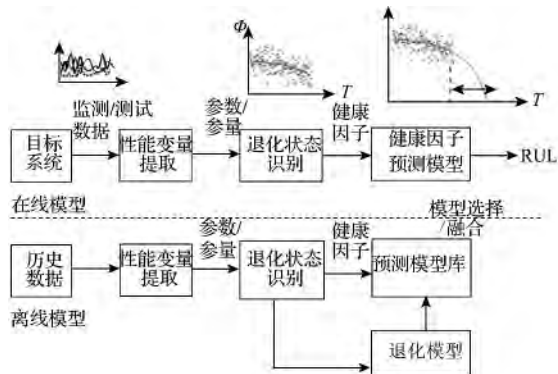 Φ
T
T
监测/测试
数据
参数/
参量
健康
因子
目标
系统
性能变量
提取
退化状态
识别
健康因子
预测模型
RUL
在线模型
模型选择
/融合
参数/
参量
健康
因子
历史
数据
性能变量
提取
退化状态
识别
预测模型库
离线模型
退化模型